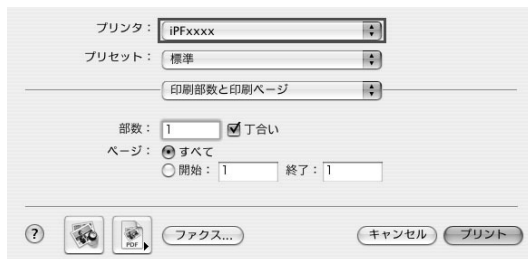 プリンタ： iPFxxxx
プリセット： 標準
印刷部数と印刷ページ
部数： 1 丁合い
ページ： すべて
開始： 1 終了： 1
? PDF ファクス... キャンセル プリント